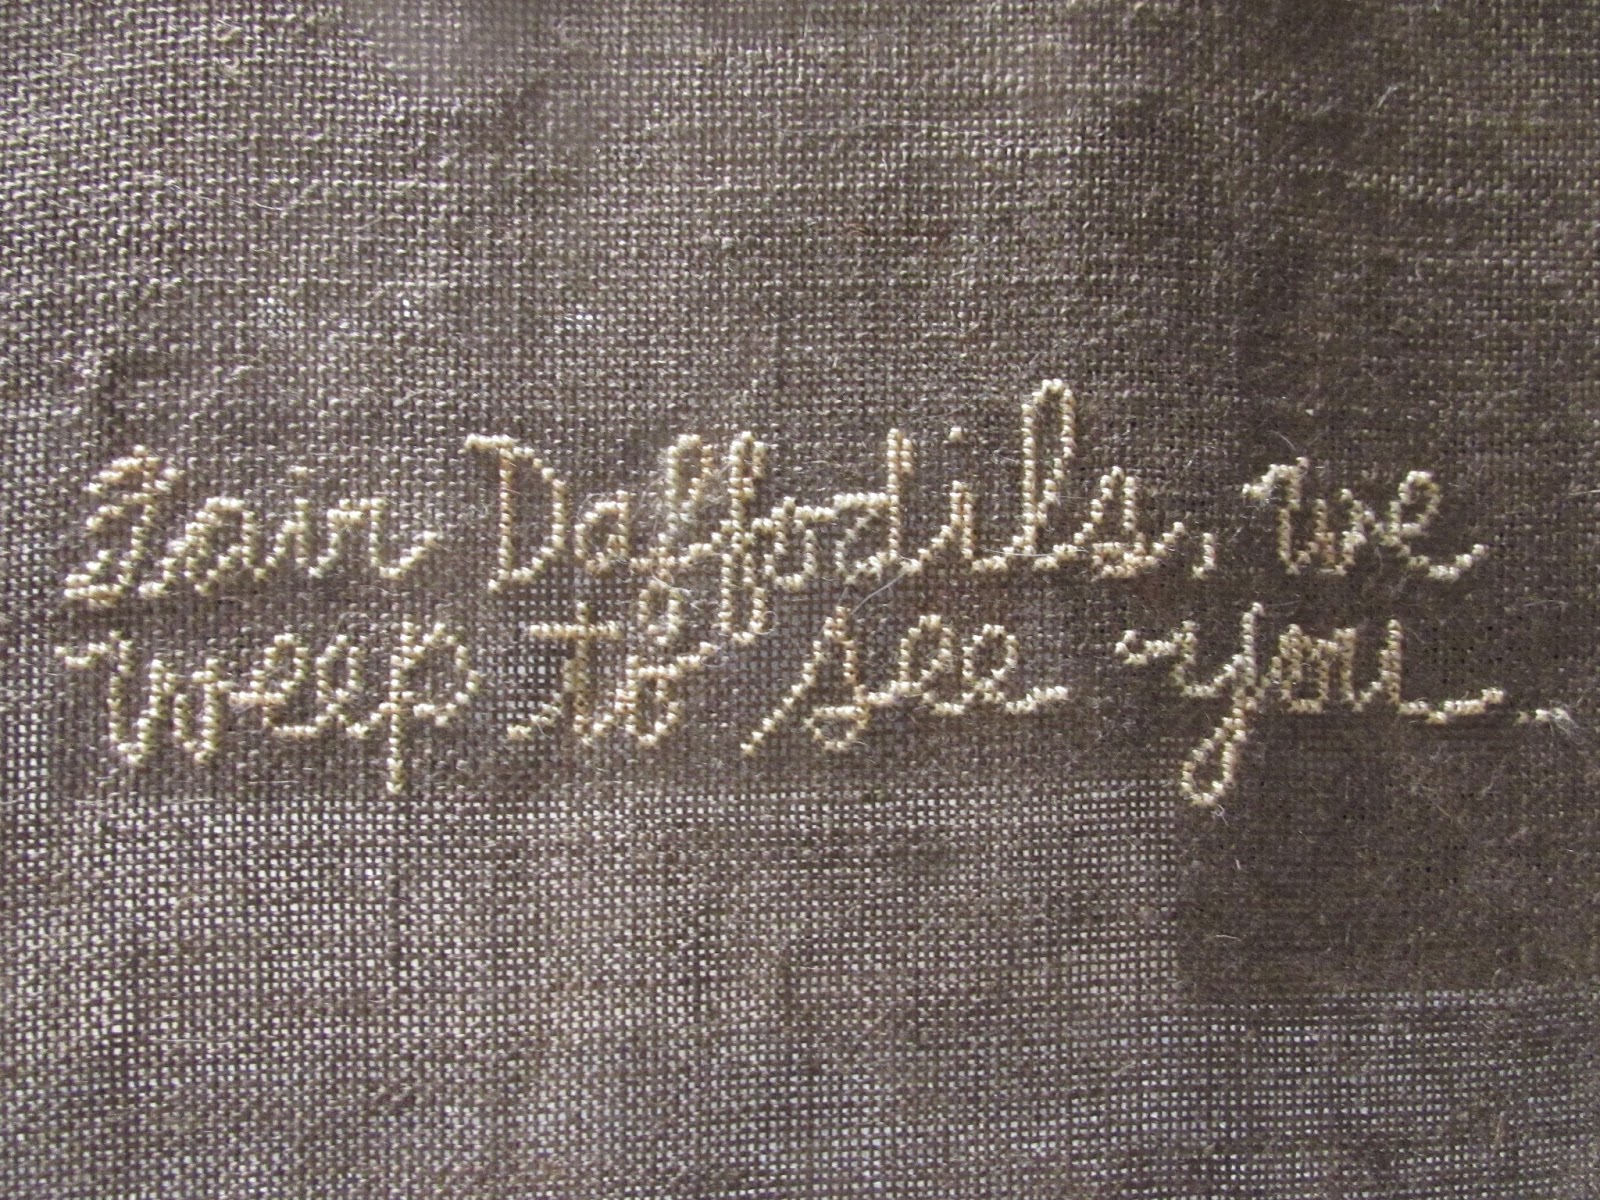 Fair Daffodils, we
weep to see you